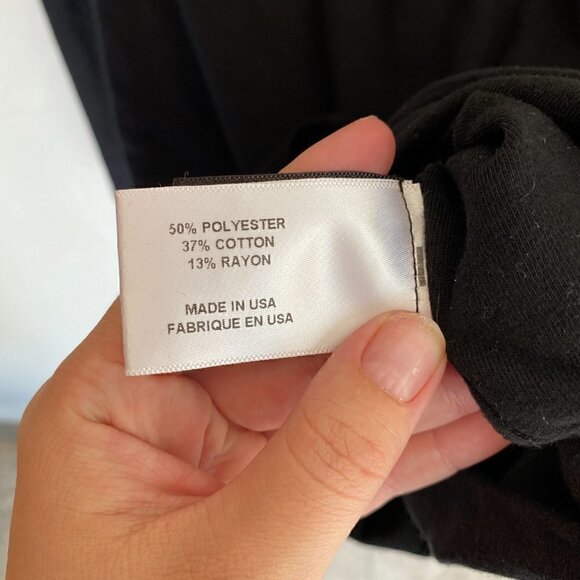 50% POLYESTER
37% COTTON
13% RAYON
MADE IN USA
FABRIQUE EN USA